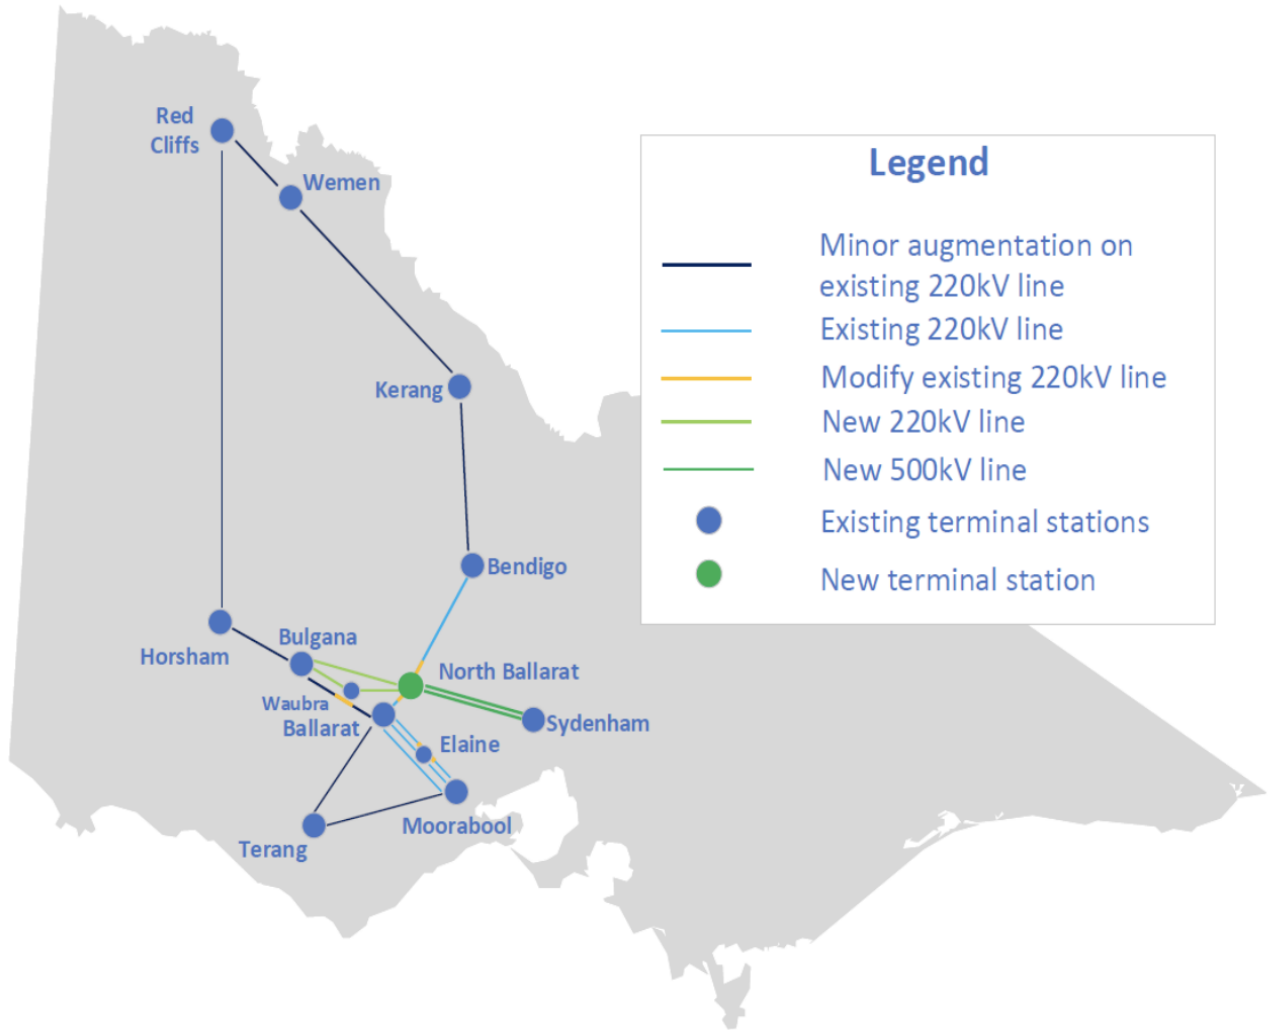 Red
Cliffs
Wemen
Kerang
Bendigo
Horsham
Bulgana
North Ballarat
Waubra
Ballarat
Sydenham
Elaine
Moorabool
Terang
Legend
Minor augmentation on
existing 220kV line
Existing 220kV line
Modify existing 220kV line
New 220kV line
New 500kV line
Existing terminal stations
New terminal station